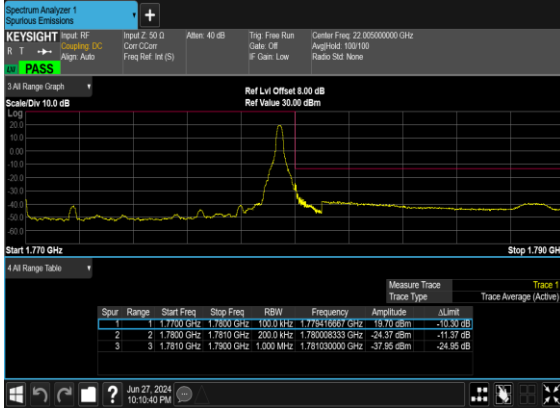 Spectrum Analyzer 1
Spurious Emissions
+
KEYSIGHT Input: RF Input Z: 50 Ω Atten: 40 dB Trig: Free Run Center Freq: 22.005000000 GHz
R T Coupling: DC Corr CCorr Gate: Off Avg|Hold: 100/100
Align: Auto Freq Ref: Int (S) IF Gain: Low Radio Std: None
PASS
3 All Range Graph
Ref Lvl Offset 8.00 dB
Scale/Div 10.0 dB Ref Value 30.00 dBm
Log
20.0
10.0
0.00
-10.0
-20.0
-30.0
-40.0
-50.0
-60.0
Start 1.770 GHz Stop 1.790 GH
4 All Range Table
Measure Trace Trace 1
Trace Type Trace Average (Active)
Spur Range Start Freq Stop Freq RBW Frequency Amplitude ΔLimit
1 1 1.7700 GHz 1.7800 GHz 100.0 kHz 1.779416667 GHz 19.70 dBm -10.30 dB
2 2 1.7800 GHz 1.7810 GHz 200.0 kHz 1.780008333 GHz -24.37 dBm -11.37 dB
3 3 1.7810 GHz 1.7900 GHz 1.000 MHz 1.781030000 GHz -37.95 dBm -24.95 dB
? Jun 27, 2024
10:10:40 PM